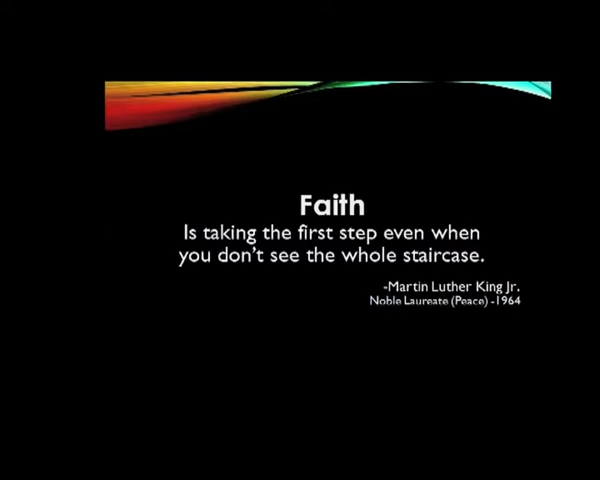 Faith
Is taking the first step even when
you don't see the whole staircase.
-Martin Luther King Jr.
Noble Laureate (Peace) -1964